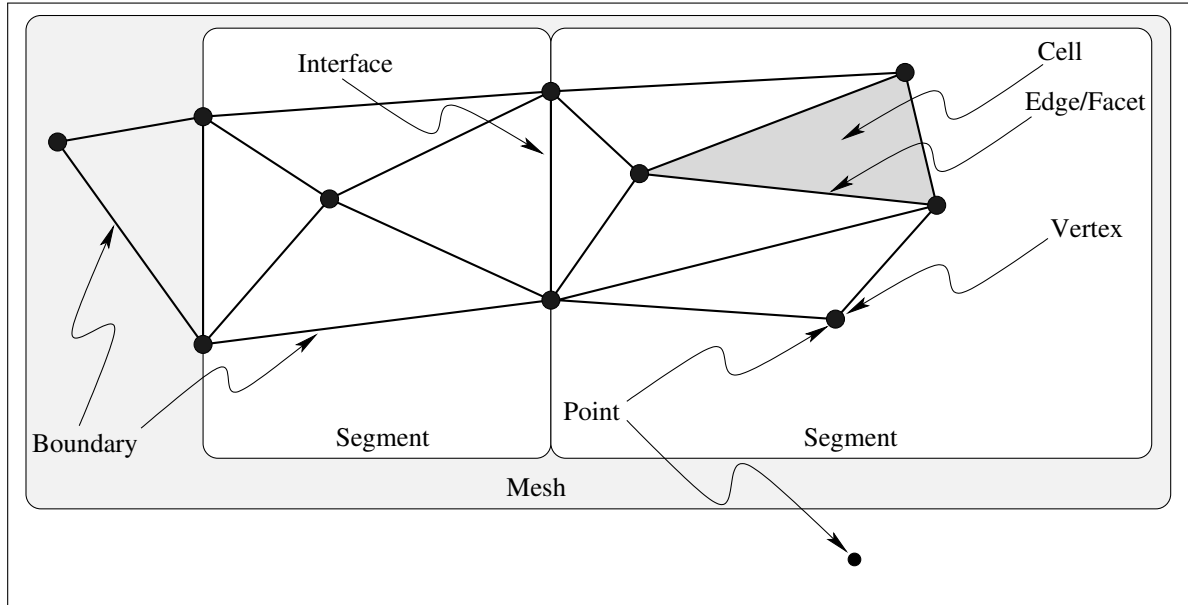 Cell
Interface
Edge/Facet
Vertex
Point
Boundary
Segment
Segment
Mesh